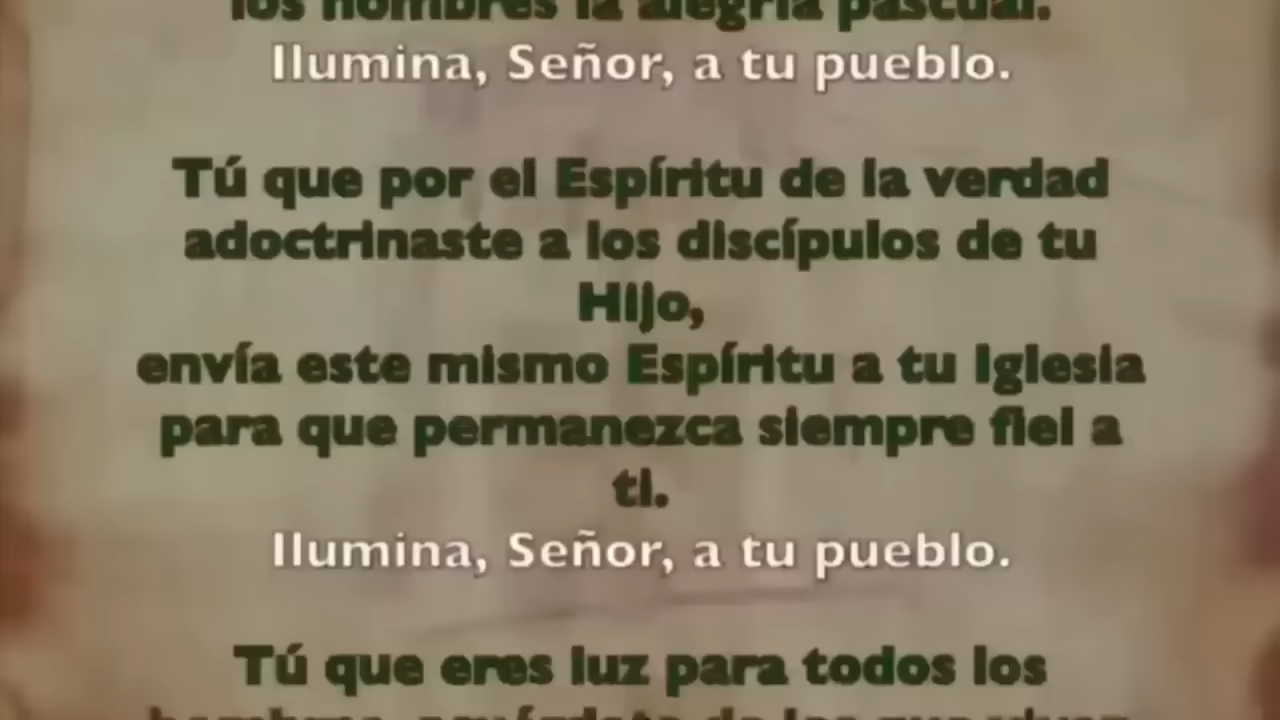 los hombres la alegría pascual.
Ilumina, Señor, a tu pueblo.
Tú que por el Espíritu de la verdad
adoctrinaste a los discípulos de tu
Hijo,
envía este mismo Espíritu a tu Iglesia
para que permanezca siempre fiel a
ti.
Ilumina, Señor, a tu pueblo.
Tú que eres luz para todos los